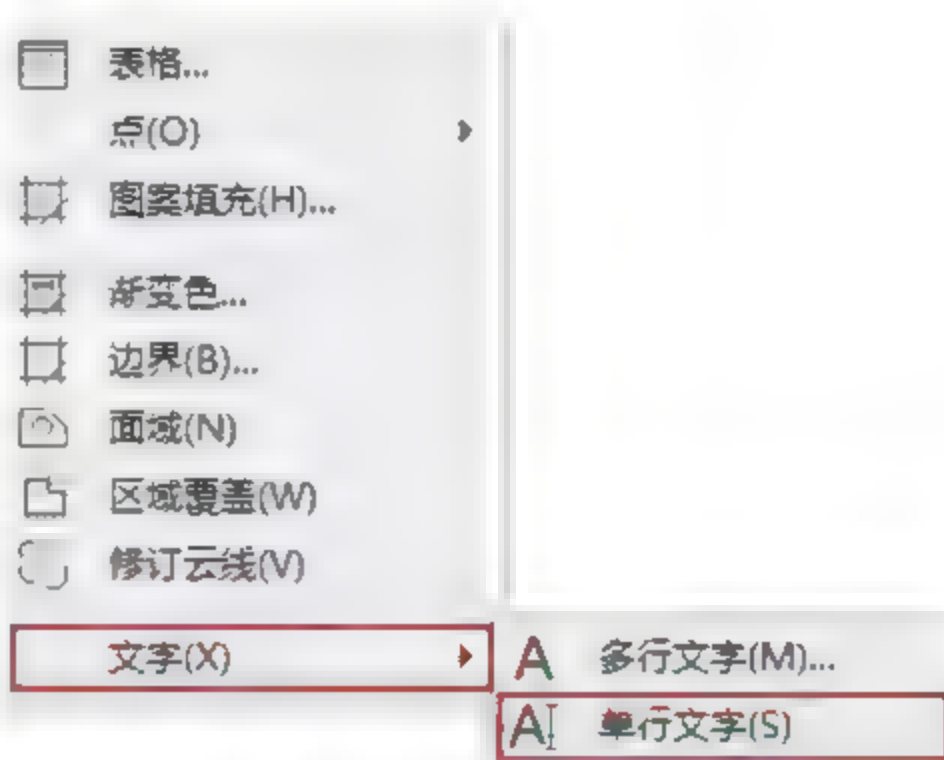 表格...
点(O)
图案填充(H)...
渐变色...
边界(B)...
面域(N)
区域覆盖(W)
修订云线(V)
文字(X)
A 多行文字(M)...
A 单行文字(S)